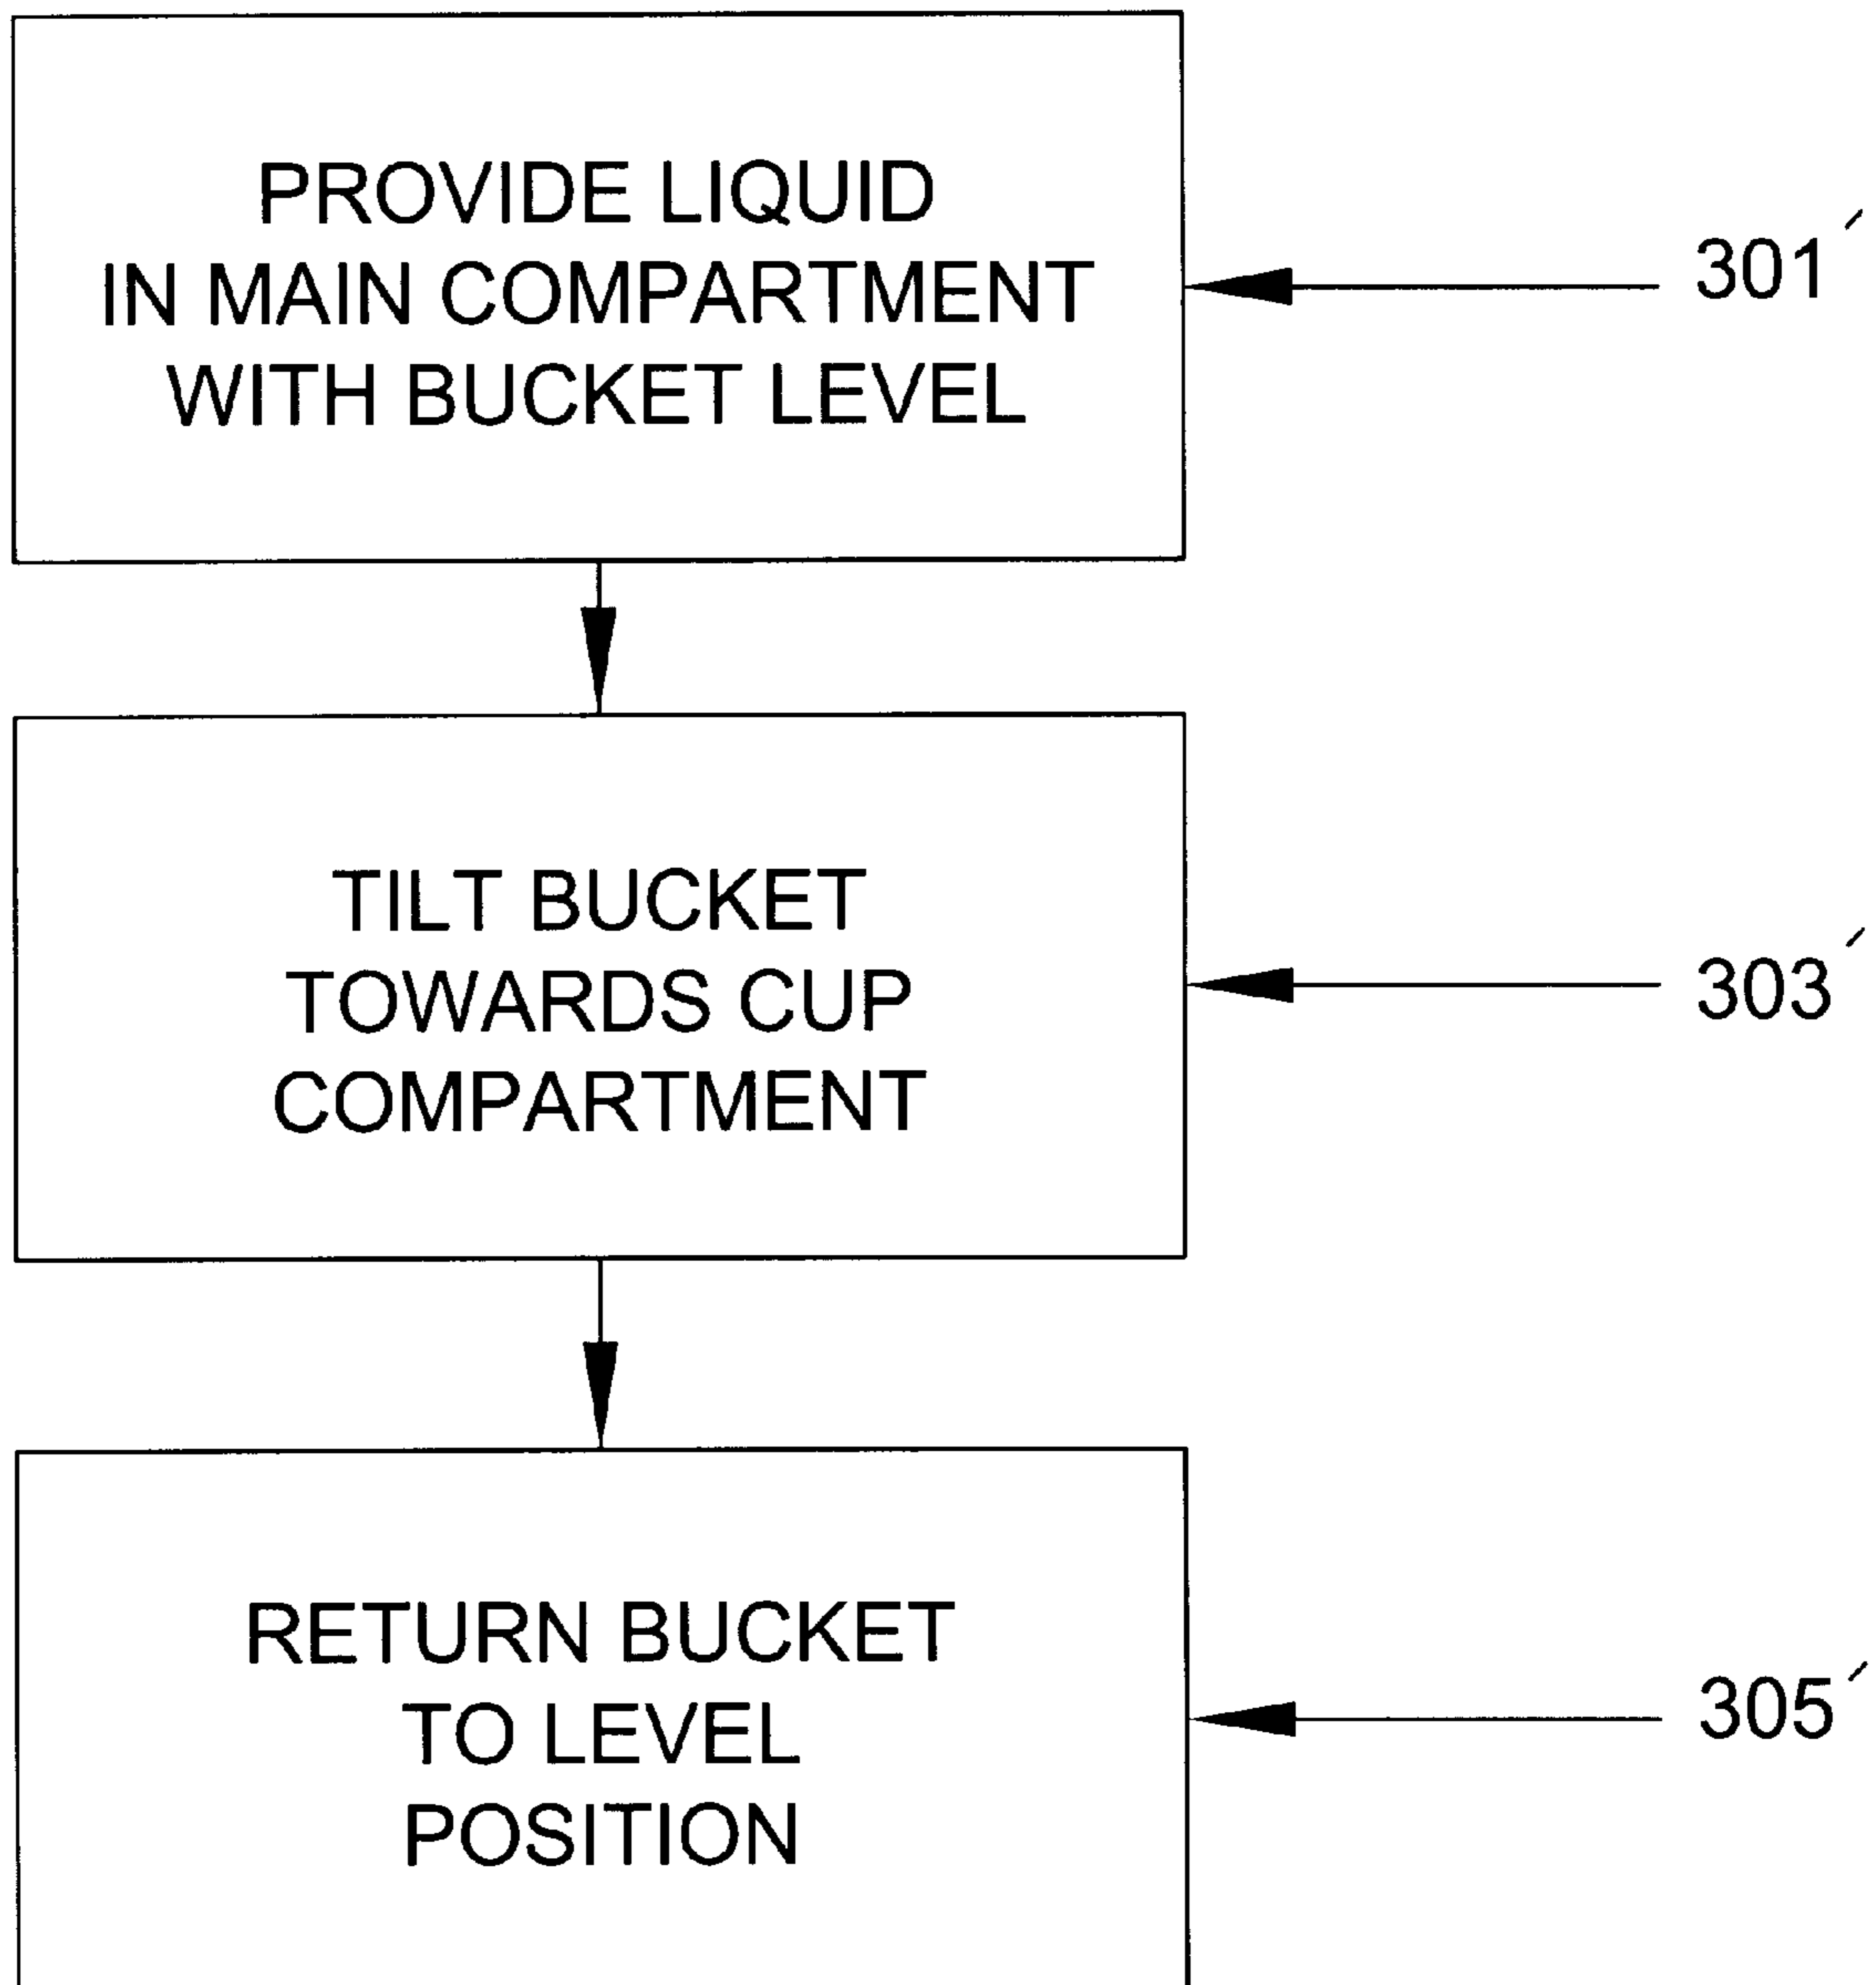 PROVIDE LIQUID
IN MAIN COMPARTMENT
WITH BUCKET LEVEL
301´
TILT BUCKET
TOWARDS CUP
COMPARTMENT
303´
RETURN BUCKET
TO LEVEL
POSITION
305´